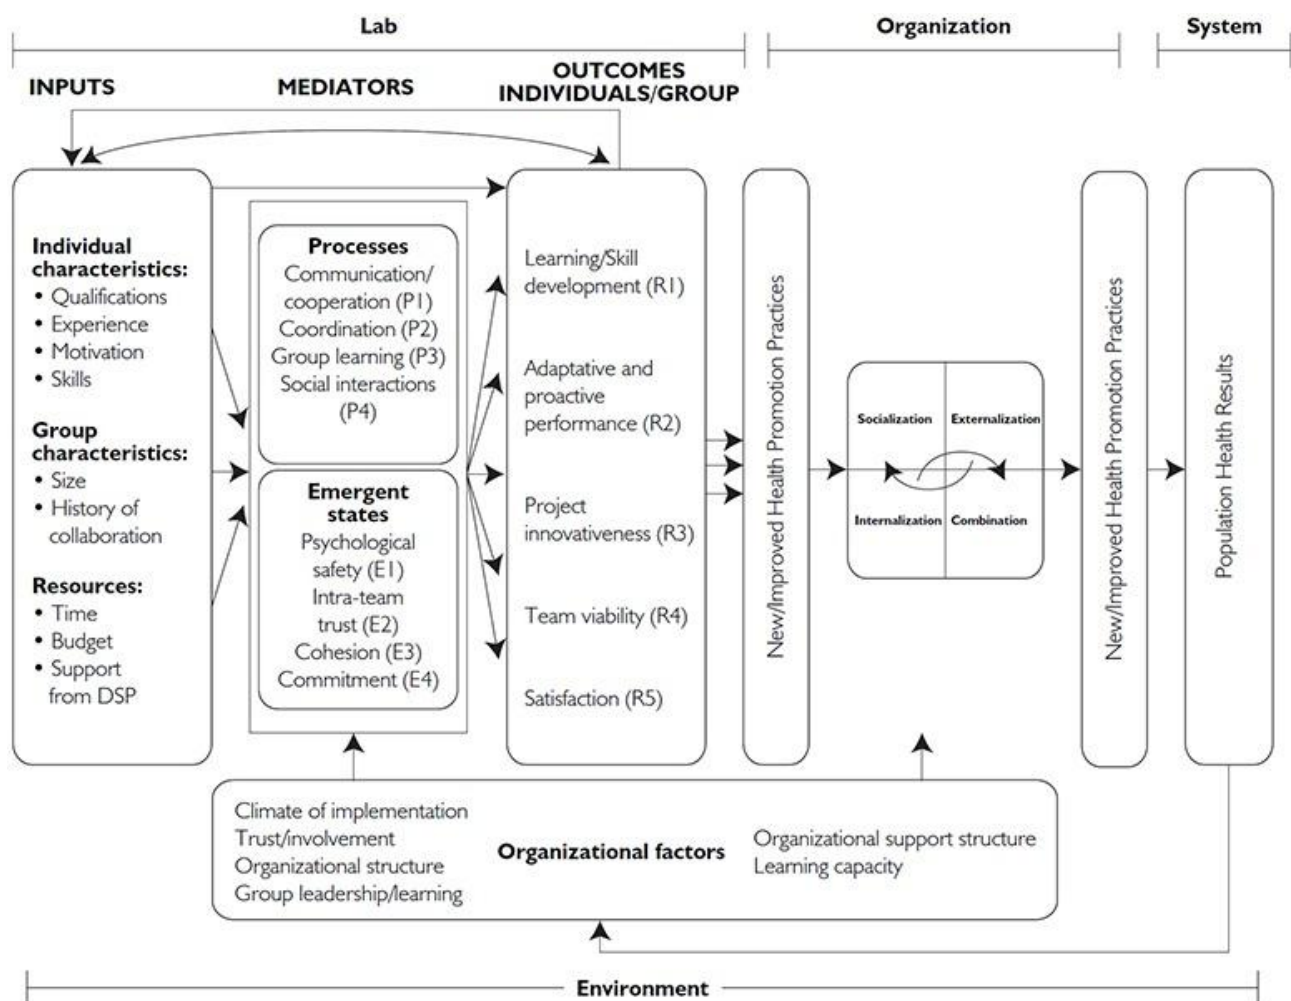 Lab
Organization
System
INPUTS
MEDIATORS
OUTCOMES
INDIVIDUALS/GROUP
Individual
characteristics:
• Qualifications
• Experience
• Motivation
• Skills
Group
characteristics:
• Size
• History of
collaboration
Resources:
• Time
• Budget
• Support
from DSP
Processes
Communication/
cooperation (P1)
Coordination (P2)
Group learning (P3)
Social interactions
(P4)
Emergent
states
Psychological
safety (E1)
Intra-team
trust (E2)
Cohesion (E3)
Commitment (E4)
Learning/Skill
development (R1)
Adaptative and
proactive
performance (R2)
Project
innovativeness (R3)
Team viability (R4)
Satisfaction (R5)
New/Improved Health Promotion Practices
Socialization
Externalization
Internalization
Combination
New/Improved Health Promotion Practices
Population Health Results
Climate of implementation
Trust/involvement
Organizational structure
Group leadership/learning
Organizational factors
Organizational support structure
Learning capacity
Environment